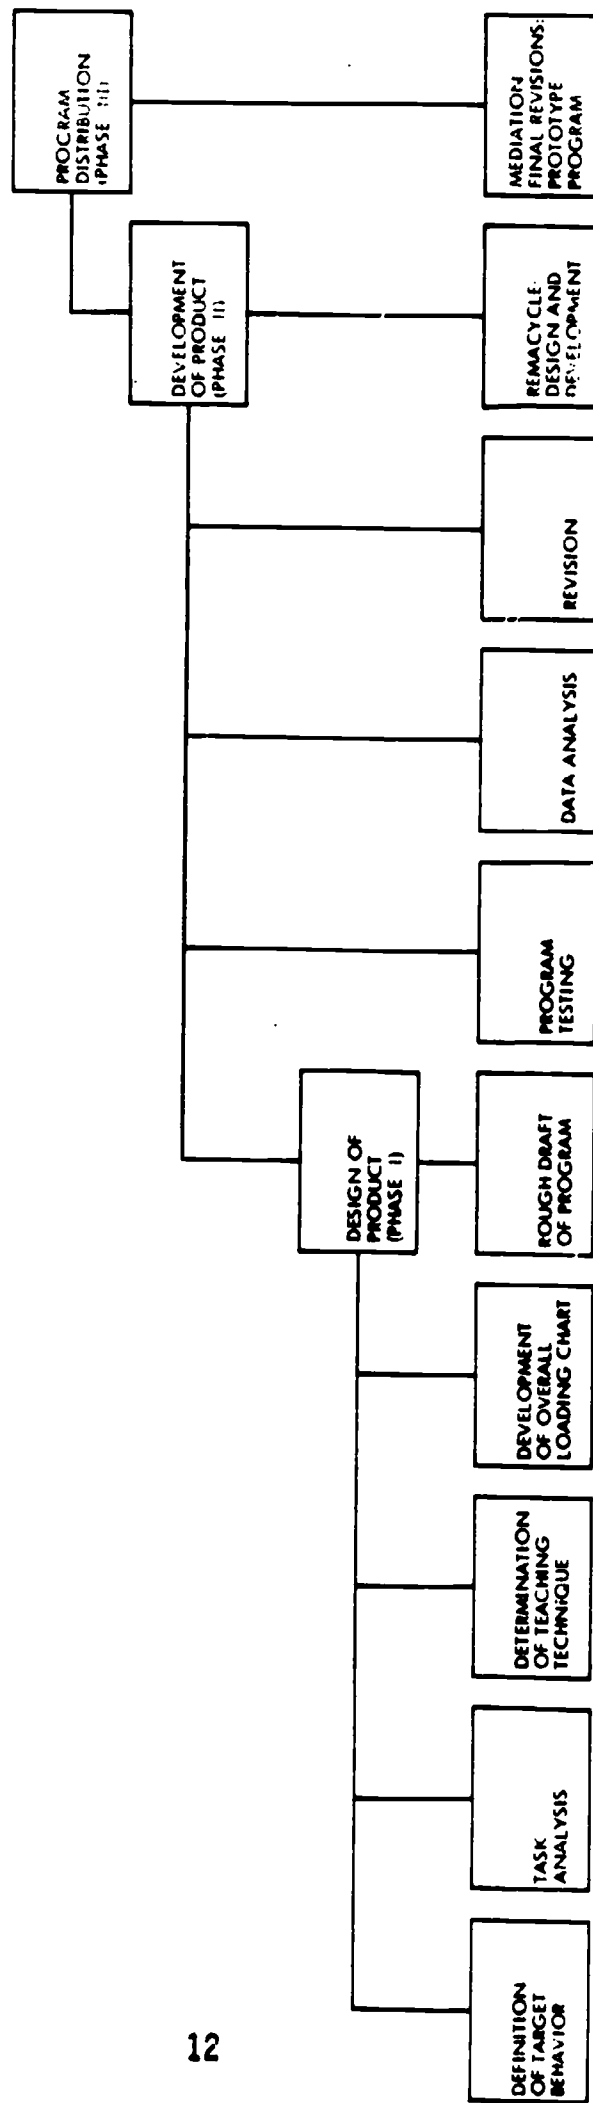 PROGRAM
DISTRIBUTION
(PHASE III)
DEVELOPMENT
OF PRODUCT
(PHASE II)
DESIGN OF
PRODUCT
(PHASE I)
DEFINITION
OF TARGET
BEHAVIOR
TASK
ANALYSIS
DETERMINATION
OF TEACHING
TECHNIQUE
DEVELOPMENT
OF OVERALL
LOADING CHART
ROUGH DRAFT
OF PROGRAM
PROGRAM
TESTING
DATA ANALYSIS
REVISION
REMACYCLE:
DESIGN AND
DEVELOPMENT
MEDIATION
FINAL REVISIONS:
PROTOTYPE
PROGRAM
12